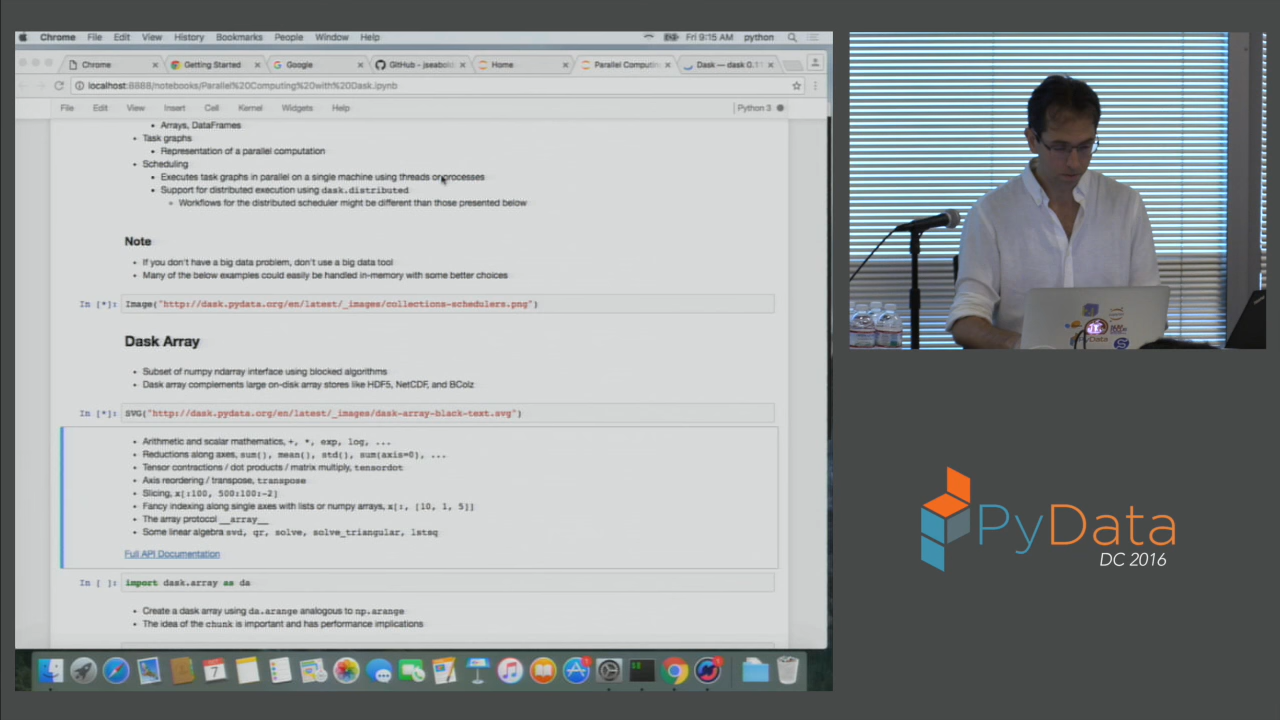 Chrome File Edit View History Bookmarks People Window Help Fri 9:15 AM python
Chrome Getting Started Google GitHub - jseabold Home Parallel Computin Dask — dask 0.11
localhost:8888/notebooks/Parallel%20Computing%20with%20Dask.ipynb
File Edit View Insert Cell Kernel Widgets Help Python 3
• Arrays, DataFrames
• Task graphs
• Representation of a parallel computation
• Scheduling
• Executes task graphs in parallel on a single machine using threads or processes
• Support for distributed execution using dask.distributed
◦ Workflows for the distributed scheduler might be different than those presented below
Note
• If you don't have a big data problem, don't use a big data tool
• Many of the below examples could easily be handled in-memory with some better choices
In [*]: Image("http://dask.pydata.org/en/latest/_images/collections-schedulers.png")
Dask Array
• Subset of numpy ndarray interface using blocked algorithms
• Dask array complements large on-disk array stores like HDF5, NetCDF, and BColz
In [*]: SVG("http://dask.pydata.org/en/latest/_images/dask-array-black-text.svg")
• Arithmetic and scalar mathematics, +, *, exp, log, ...
• Reductions along axes, sum(), mean(), std(), sum(axis=0), ...
• Tensor contractions / dot products / matrix multiply, tensordot
• Axis reordering / transpose, transpose
• Slicing, x[:100, 500:100:-2]
• Fancy indexing along single axes with lists or numpy arrays, x[:, [10, 1, 5]]
• The array protocol __array__
• Some linear algebra svd, qr, solve, solve_triangular, lstsq
Full API Documentation
In [ ]: import dask.array as da
• Create a dask array using da.arange analogous to np.arange
• The idea of the chunk is important and has performance implications
7
PyData
PyData
DC 2016